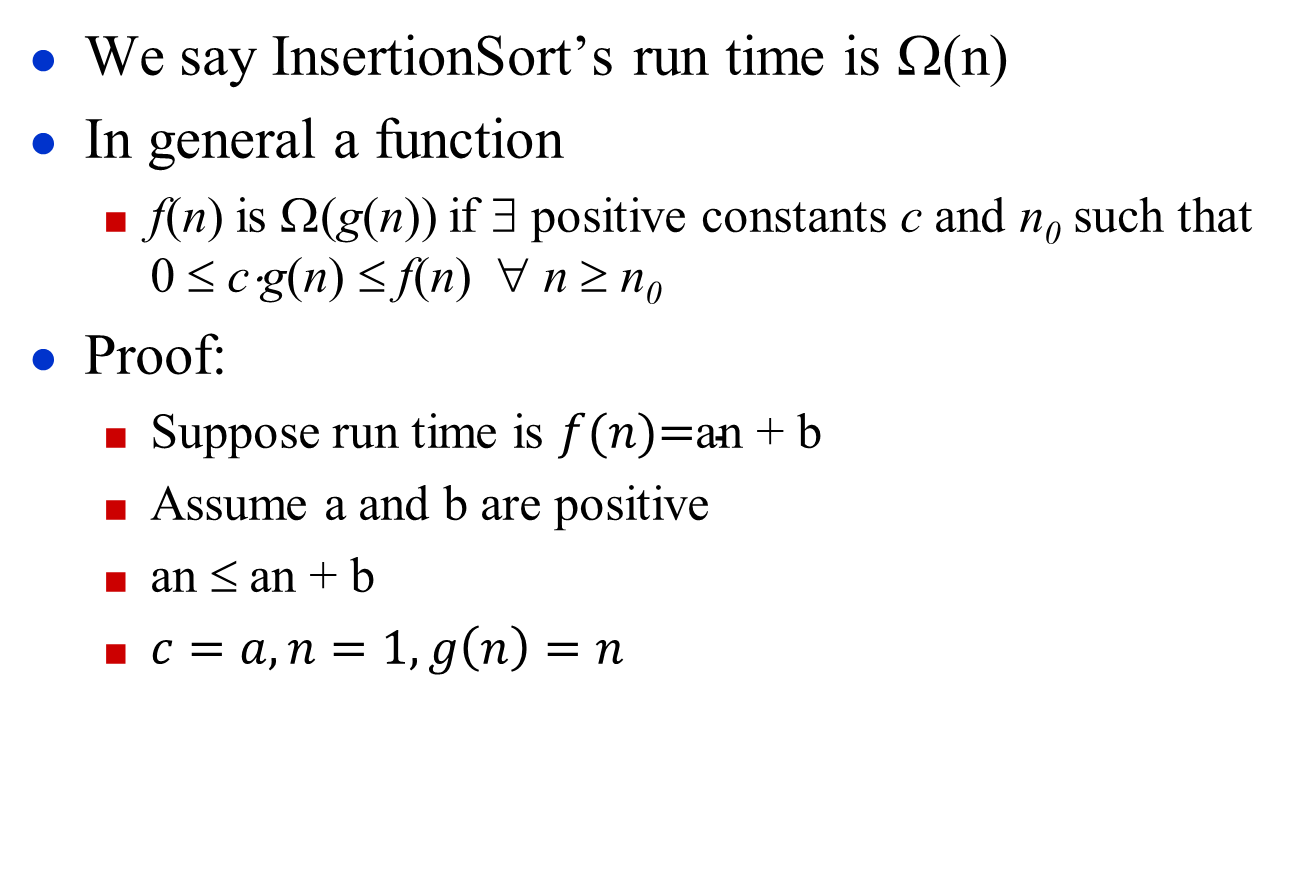 • We say InsertionSort’s run time is Ω(n)
• In general a function
■ f(n) is Ω(g(n)) if ∃ positive constants c and n₀ such that
0 ≤ c⋅g(n) ≤ f(n) ∀ n ≥ n₀
• Proof:
■ Suppose run time is f(n)=an + b
■ Assume a and b are positive
■ an ≤ an + b
■ c = a, n = 1, g(n) = n